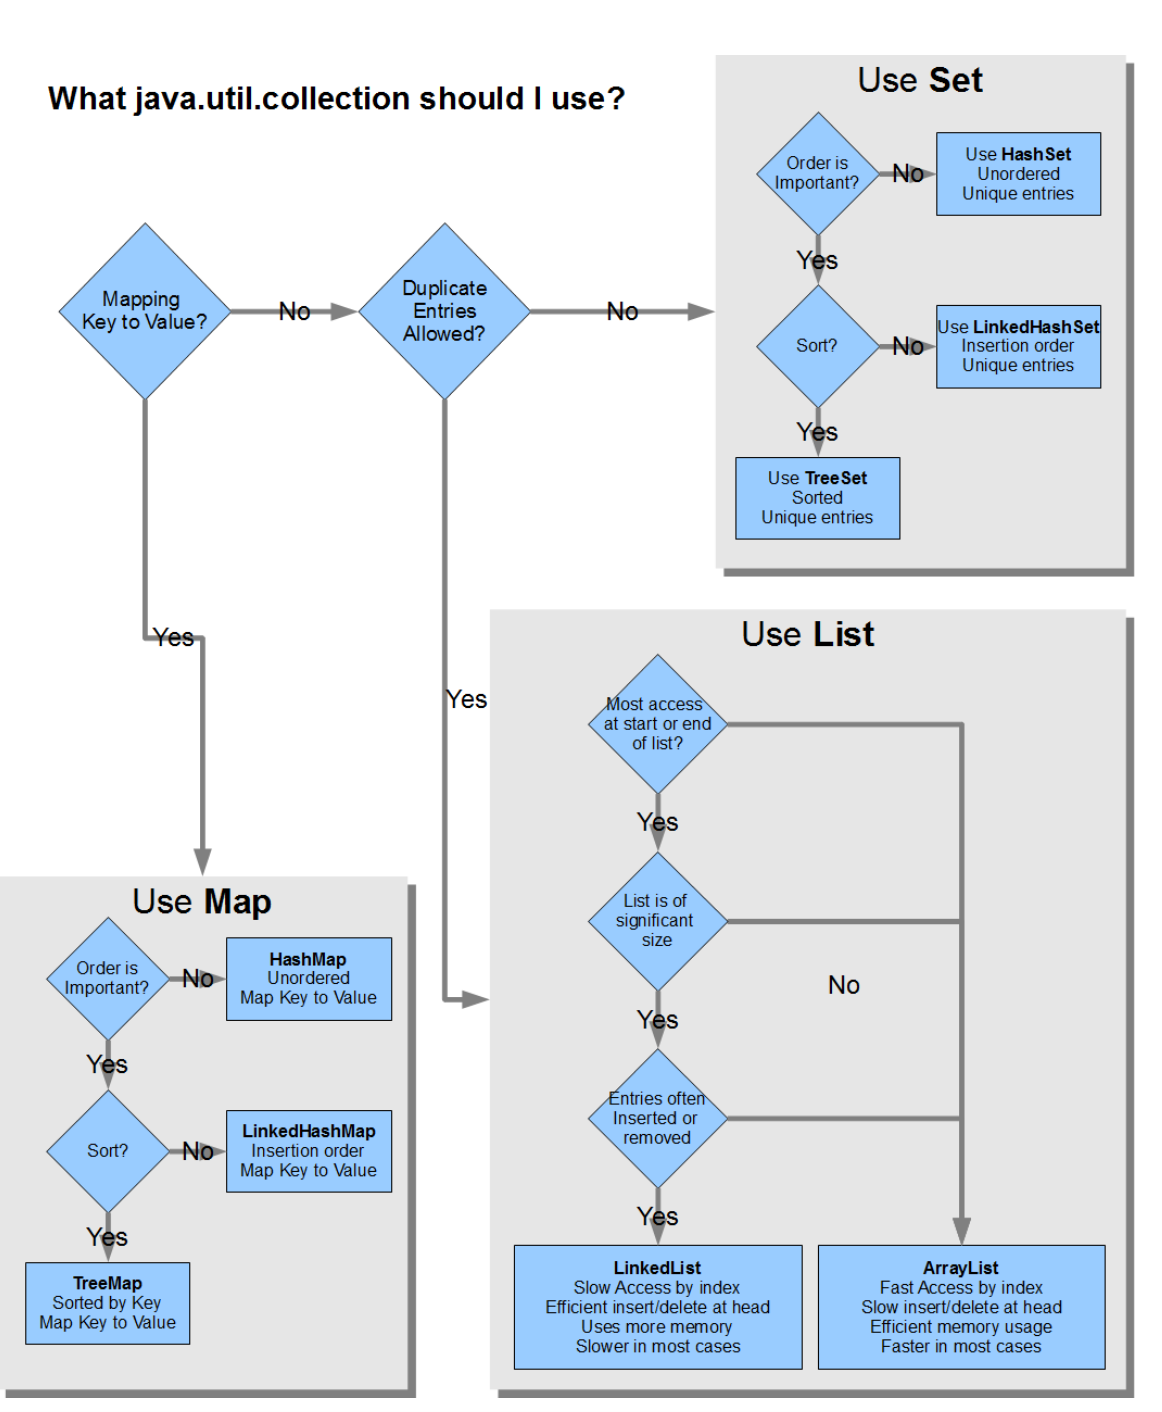 What java.util.collection should I use?
Use Set
Order is
Important?
No
Use HashSet
Unordered
Unique entries
Yes
Sort?
No
Use LinkedHashSet
Insertion order
Unique entries
Yes
Use TreeSet
Sorted
Unique entries
Mapping
Key to Value?
No
Duplicate
Entries
Allowed?
No
Yes
Yes
Use List
Most access
at start or end
of list?
Yes
List is of
significant
size
No
Yes
Entries often
Inserted or
removed
Yes
LinkedList
Slow Access by index
Efficient insert/delete at head
Uses more memory
Slower in most cases
ArrayList
Fast Access by index
Slow insert/delete at head
Efficient memory usage
Faster in most cases
Use Map
Order is
Important?
No
HashMap
Unordered
Map Key to Value
Yes
Sort?
No
LinkedHashMap
Insertion order
Map Key to Value
Yes
TreeMap
Sorted by Key
Map Key to Value